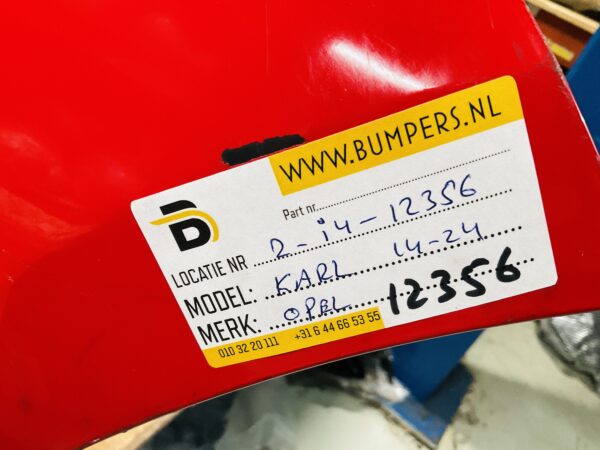 WWW.BUMPERS.NL
Part nr
LOCATIE NR 2-i4-12356
MODEL: KARL 14-24
MERK: OPEL 12356
010 32 20 111 +31 6 44 66 53 55